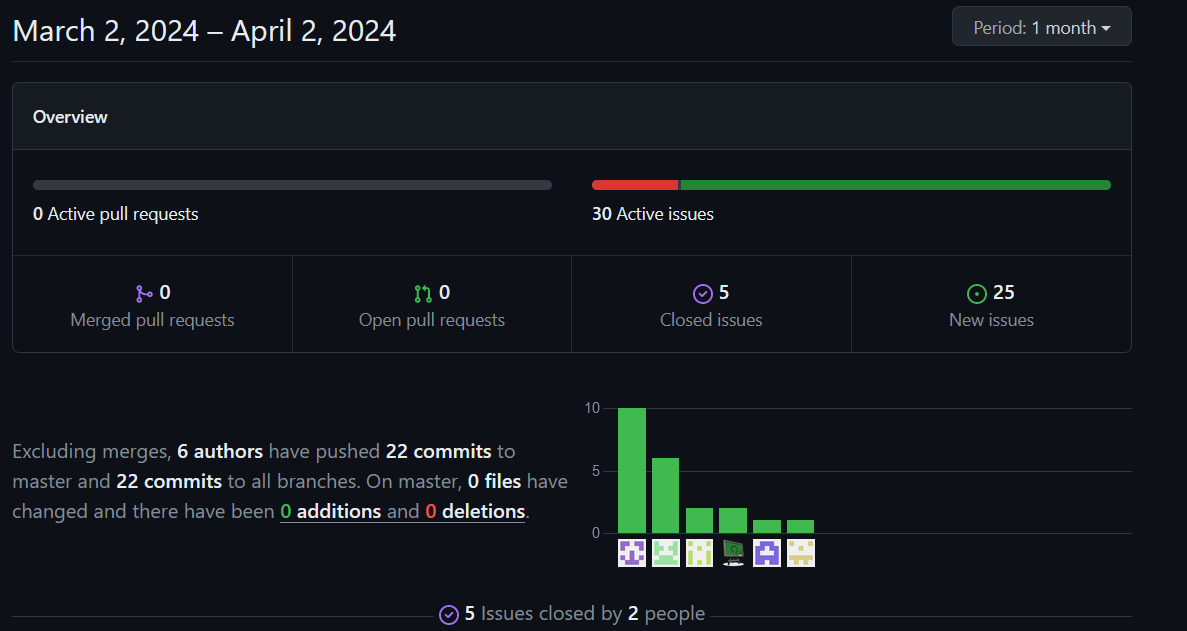 March 2, 2024 – April 2, 2024
Period: 1 month
Overview
0 Active pull requests
30 Active issues
0
Merged pull requests
0
Open pull requests
5
Closed issues
25
New issues
Excluding merges, 6 authors have pushed 22 commits to
master and 22 commits to all branches. On master, 0 files have
changed and there have been 0 additions and 0 deletions.
10
5
0
5 Issues closed by 2 people